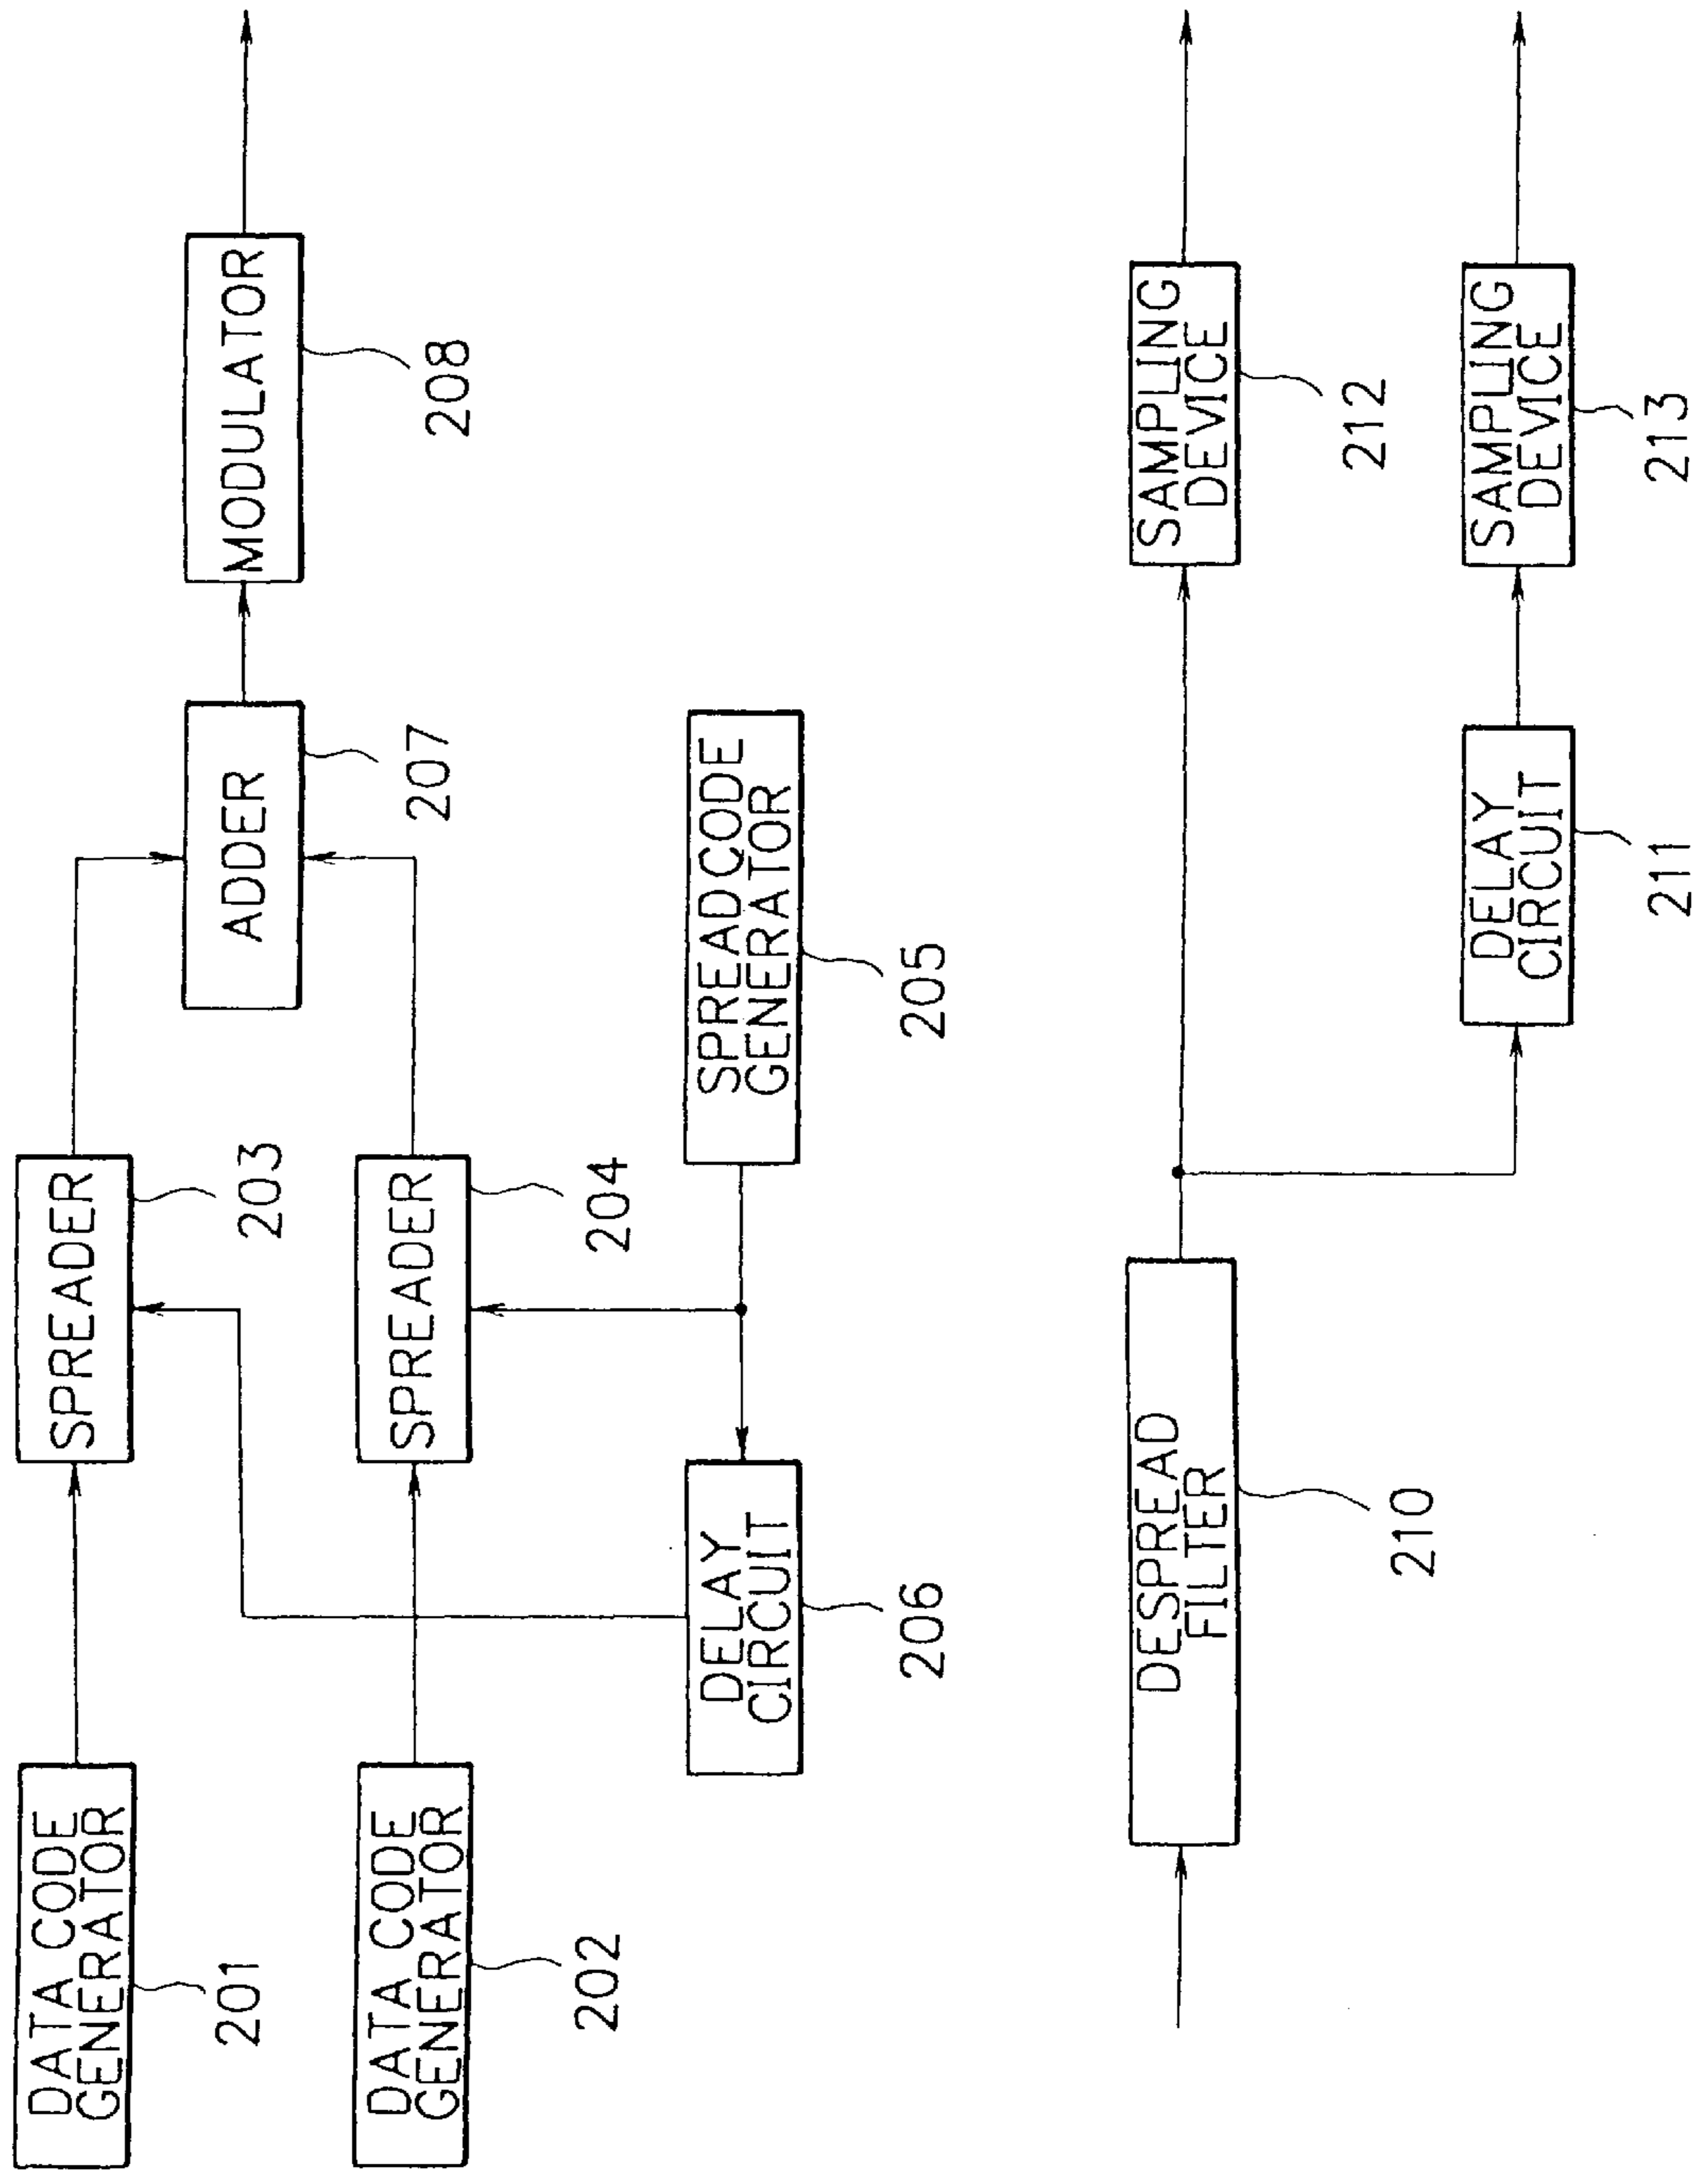 DATA CODE
GENERATOR
201
SPREADER
203
ADDER
207
MODULATOR
208
DATA CODE
GENERATOR
202
SPREADER
204
DELAY
CIRCUIT
206
SPREAD CODE
GENERATOR
205
DESPREAD
FILTER
210
SAMPLING
DEVICE
212
DELAY
CIRCUIT
211
SAMPLING
DEVICE
213